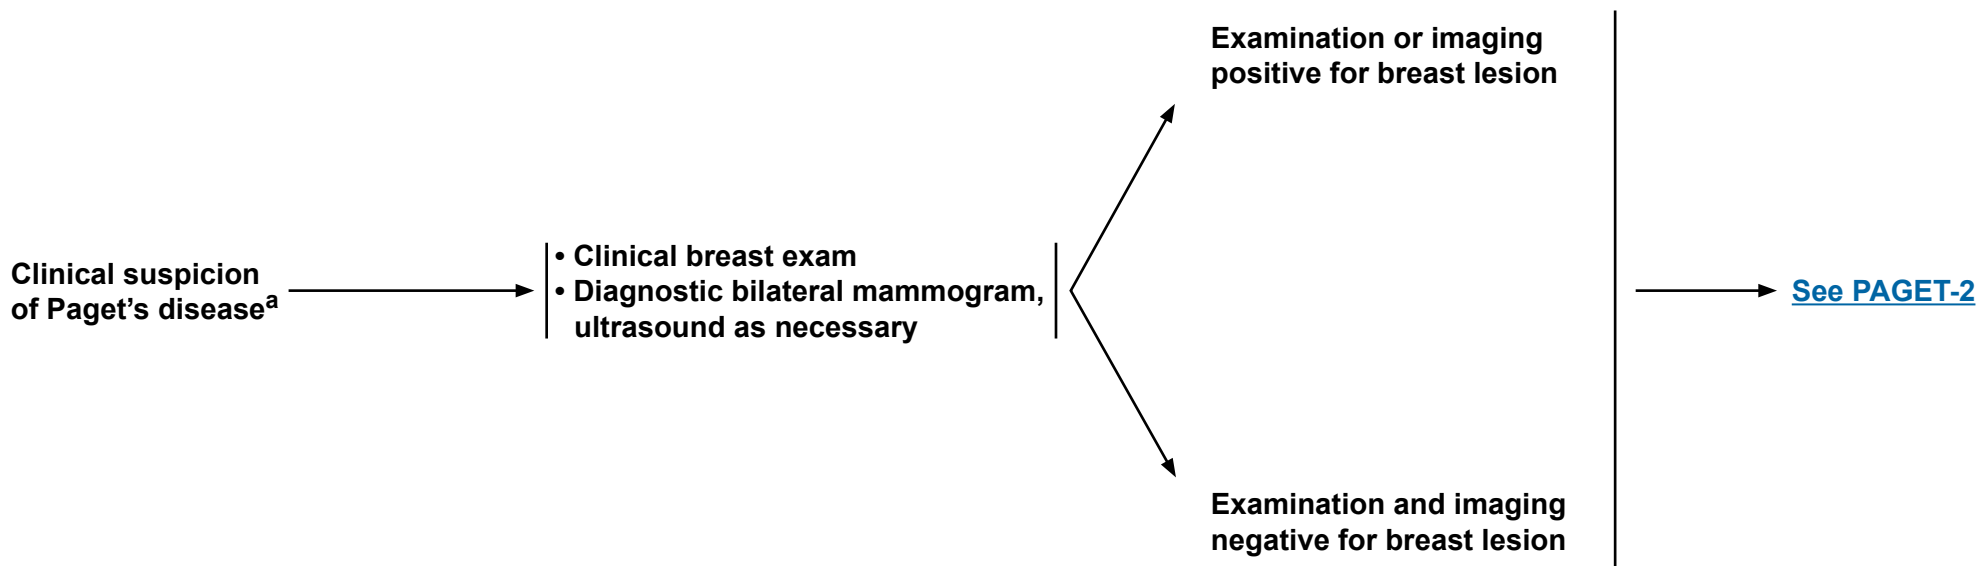 Examination or imaging
positive for breast lesion
Clinical suspicion
of Paget’s diseaseᵃ
• Clinical breast exam
• Diagnostic bilateral mammogram,
ultrasound as necessary
See PAGET-2
Examination and imaging
negative for breast lesion